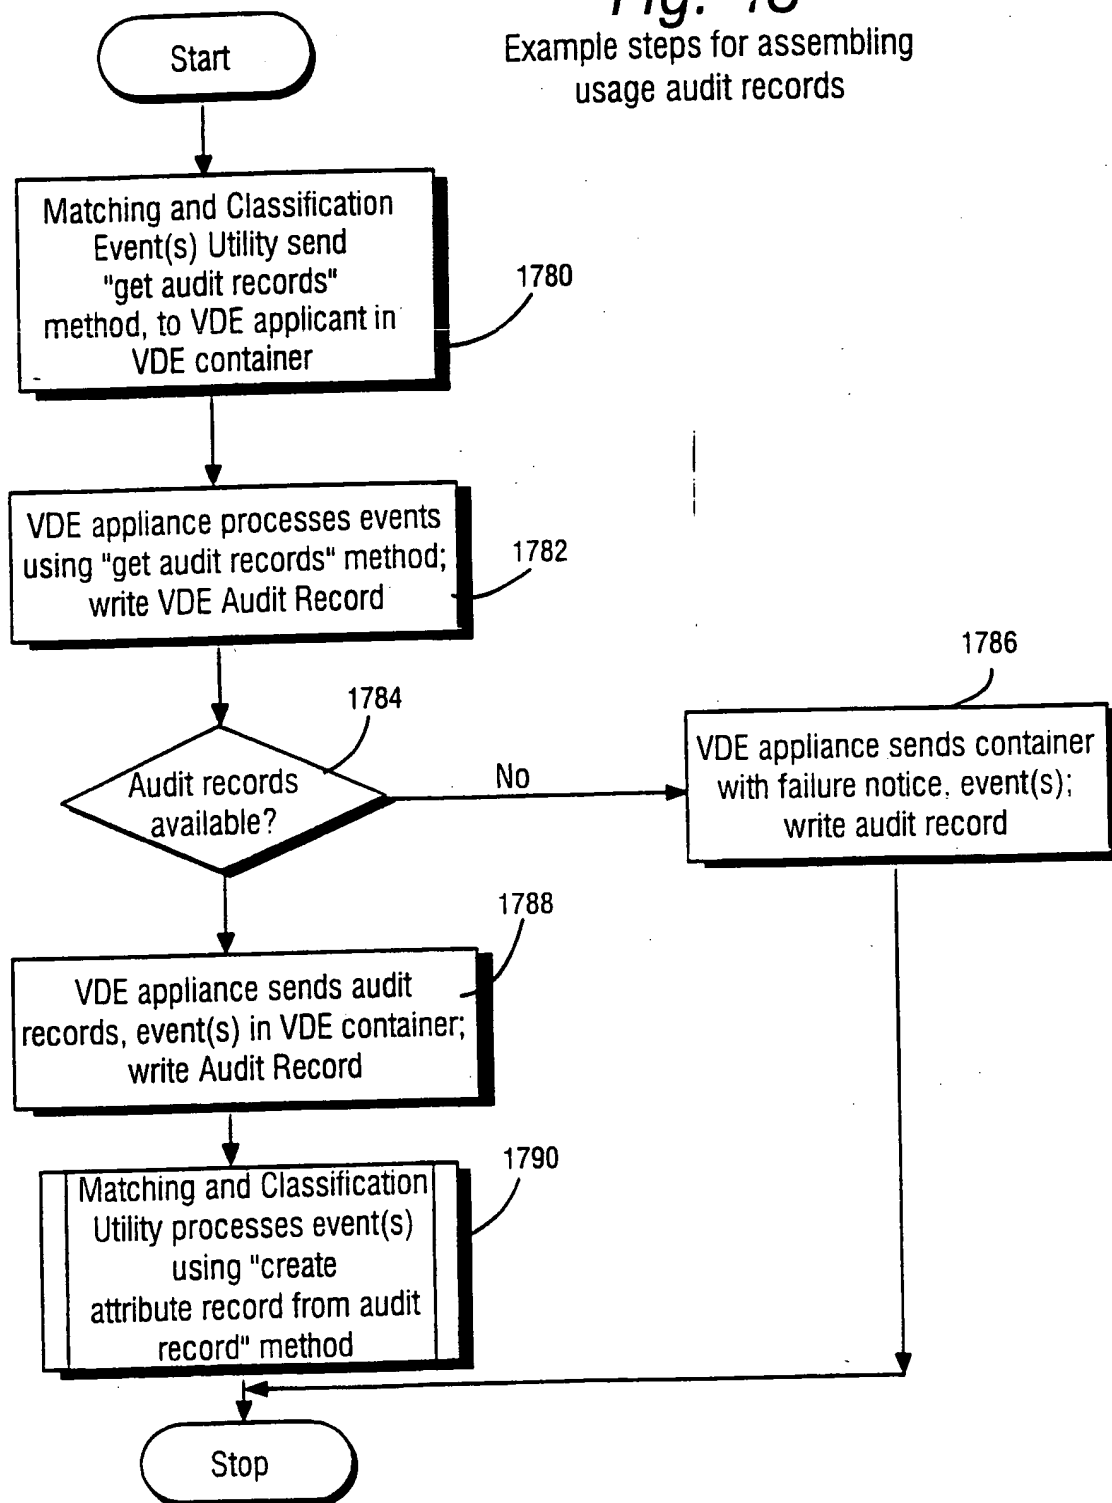 Start
Example steps for assembling
usage audit records
Matching and Classification
Event(s) Utility send
"get audit records"
method, to VDE applicant in
VDE container
1780
VDE appliance processes events
using "get audit records" method;
write VDE Audit Record
1782
1784
Audit records
available?
No
1786
VDE appliance sends container
with failure notice, event(s);
write audit record
1788
VDE appliance sends audit
records, event(s) in VDE container;
write Audit Record
1790
Matching and Classification
Utility processes event(s)
using "create
attribute record from audit
record" method
Stop